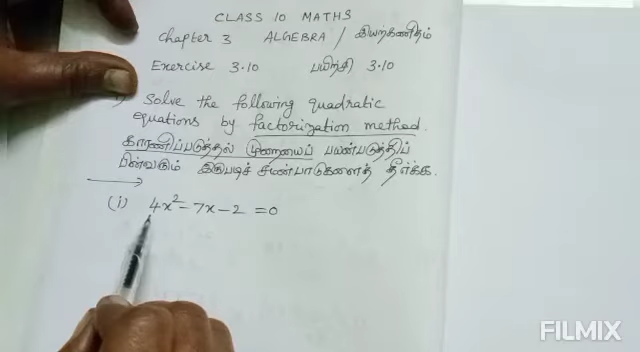 CLASS 10 MATHS
Chapter 3 ALGEBRA / இயற்கணிதம்
Exercise 3.10 பயிற்சி 3.10
1) Solve the following quadratic
equations by factorization method.
காரணிப்படுத்தல் முறையைப் பயன்படுத்திப்
பின்வரும் இருபடிச் சமன்பாடுகளைத் தீர்க்க.
(i) 4x² - 7x - 2 = 0
FILMIX